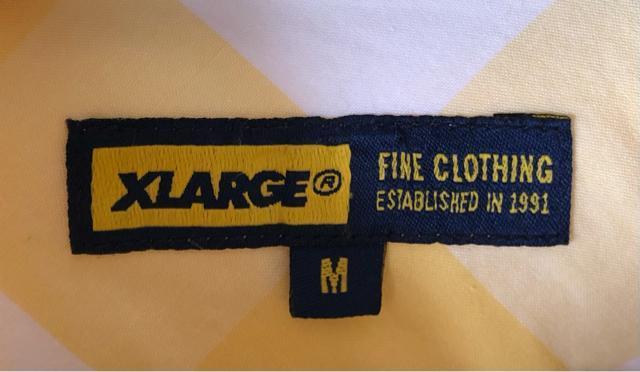 XLARGE®
FINE CLOTHING
ESTABLISHED IN 1991
M